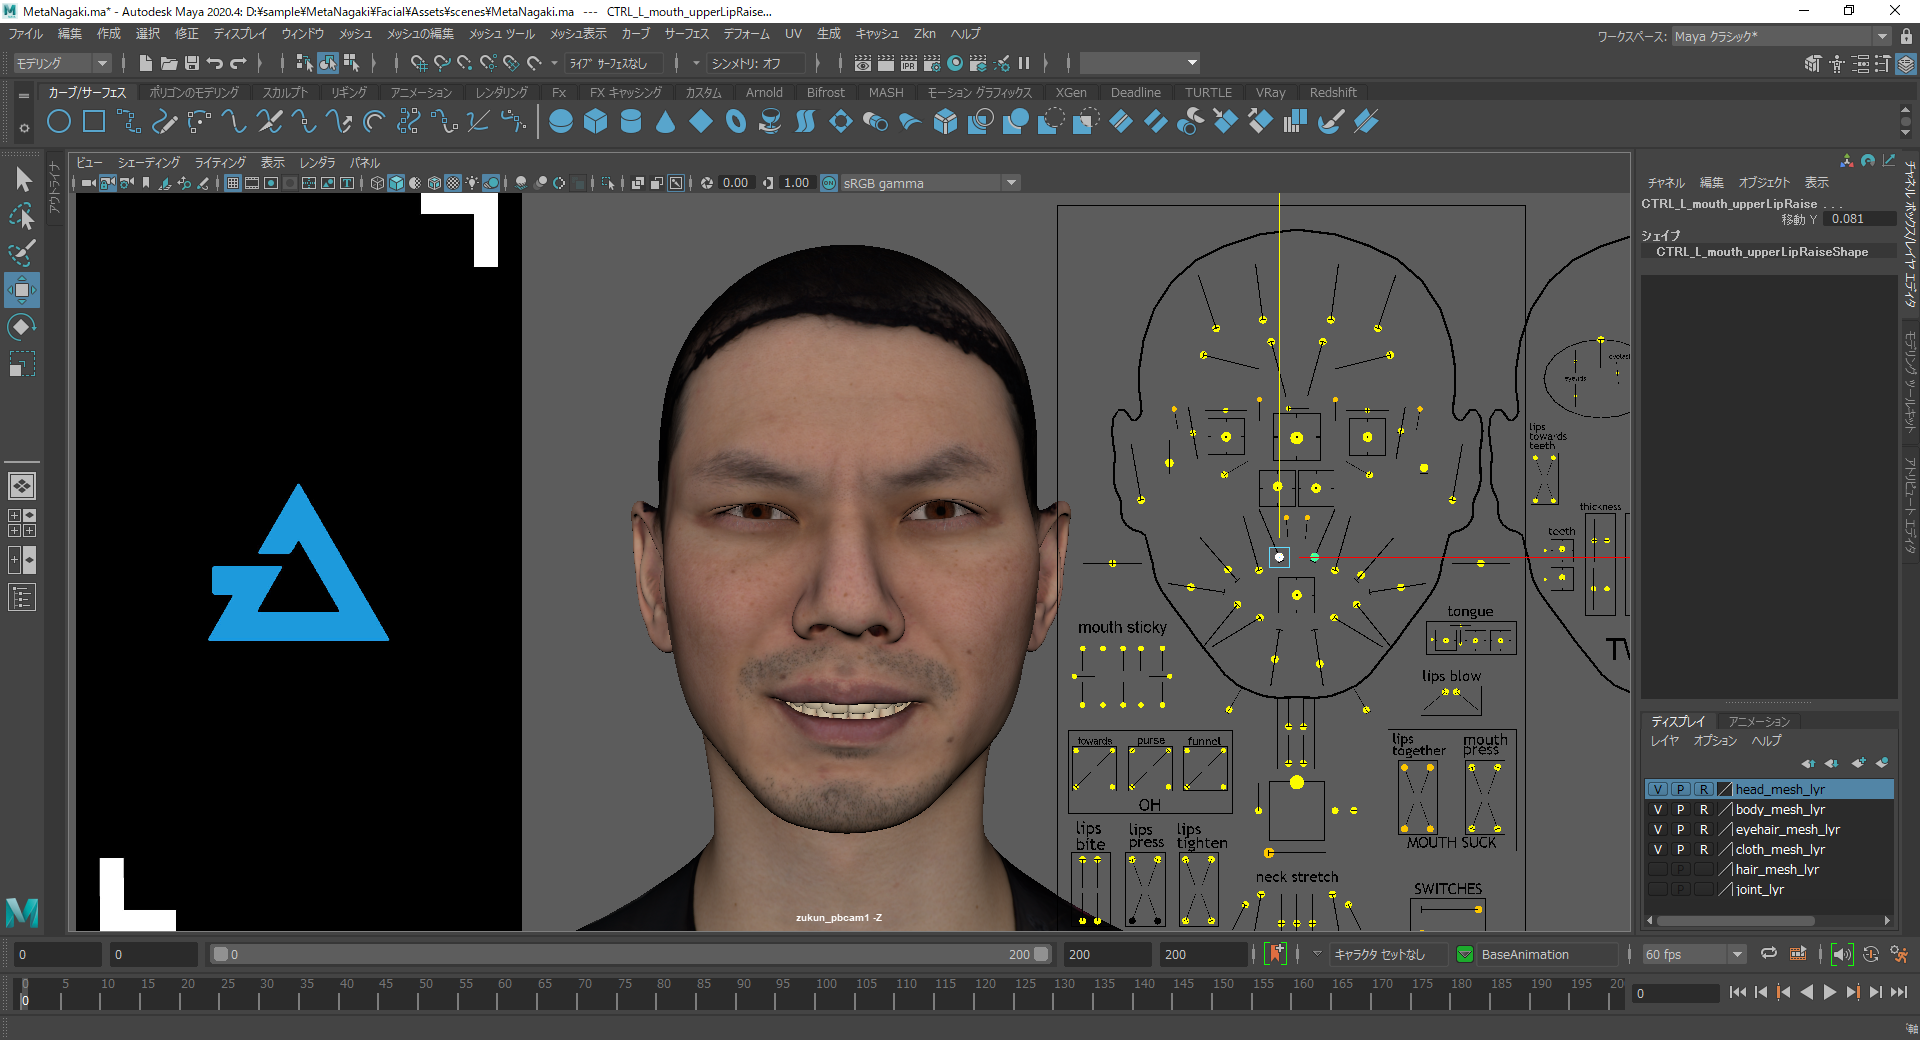 MetaNagaki.ma* - Autodesk Maya 2020.4: D:¥sample¥MetaNagaki¥Facial¥Assets¥scenes¥MetaNagaki.ma   ---   CTRL_L_mouth_upperLipRaise...
ファイル 編集 作成 選択 修正 ディスプレイ ウィンドウ メッシュ メッシュの編集 メッシュ ツール メッシュ表示 カーブ サーフェス デフォーム UV 生成 キャッシュ Zkn ヘルプ
ワークスペース: Maya クラシック*
モデリング
ライブ サーフェスなし
シンメトリ: オフ
カーブ/サーフェス ポリゴンのモデリング スカルプト リギング アニメーション レンダリング Fx FX キャッシング カスタム Arnold Bifrost MASH モーション グラフィックス XGen Deadline TURTLE VRay Redshift
アウトライナ
ビュー シェーディング ライティング 表示 レンダラ パネル
0.00 1.00 ON sRGB gamma
チャネル 編集 オブジェクト 表示
CTRL_L_mouth_upperLipRaise . . .
移動 Y 0.081
シェイプ
CTRL_L_mouth_upperLipRaiseShape
チャネル ボックス/レイヤ エディタ
モデリング ツールキット
アトリビュート エディタ
eyelids
lips
towards
teeth
thickness
teeth
tongue
mouth sticky
lips blow
towards purse funnel
OH
lips
together
mouth
press
MOUTH SUCK
lips
bite
lips
press
lips
tighten
neck stretch
SWITCHES
zukun_pbcam1 -Z
ディスプレイ アニメーション
レイヤ オプション ヘルプ
V P R head_mesh_lyr
V P R body_mesh_lyr
V P R eyehair_mesh_lyr
V P R cloth_mesh_lyr
P hair_mesh_lyr
P joint_lyr
0 0 0 200 200 200 キャラクタ セットなし BaseAnimation 60 fps
0 5 10 15 20 25 30 35 40 45 50 55 60 65 70 75 80 85 90 95 100 105 110 115 120 125 130 135 140 145 150 155 160 165 170 175 180 185 190 195 20
0
0